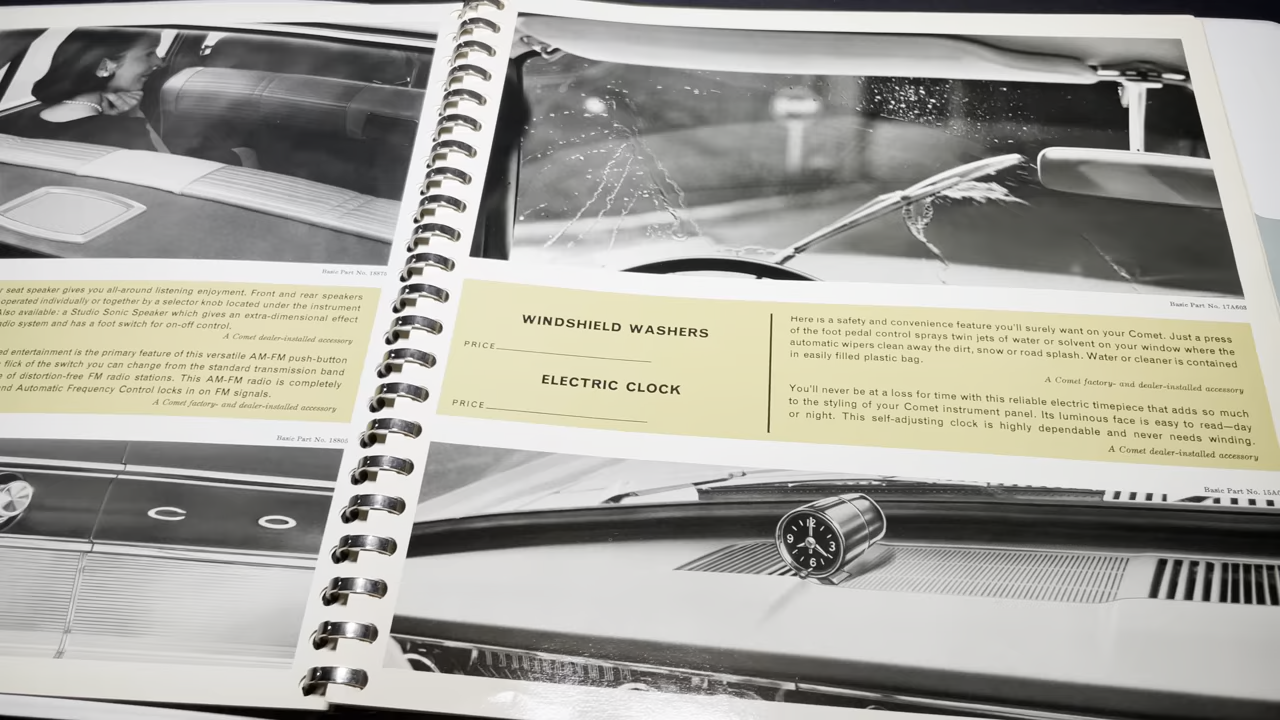 Basic Part No. 18875
seat speaker gives you all-around listening enjoyment. Front and rear speakers
operated individually or together by a selector knob located under the instrument
Also available: a Studio Sonic Speaker which gives an extra-dimensional effect
radio system and has a foot switch for on-off control.
A Comet dealer-installed accessory
entertainment is the primary feature of this versatile AM-FM push-button
flick of the switch you can change from the standard transmission band
of distortion-free FM radio stations. This AM-FM radio is completely
and Automatic Frequency Control locks in on FM signals.
A Comet factory- and dealer-installed accessory
Basic Part No. 18805
C O
Basic Part No. 17A605
WINDSHIELD WASHERS
PRICE
ELECTRIC CLOCK
PRICE
Here is a safety and convenience feature you'll surely want on your Comet. Just a press
of the foot pedal control sprays twin jets of water or solvent on your window where the
automatic wipers clean away the dirt, snow or road splash. Water or cleaner is contained
in easily filled plastic bag.
A Comet factory- and dealer-installed accessory
You'll never be at a loss for time with this reliable electric timepiece that adds so much
to the styling of your Comet instrument panel. Its luminous face is easy to read—day
or night. This self-adjusting clock is highly dependable and never needs winding.
A Comet dealer-installed accessory
Basic Part No.
12
9 3
6